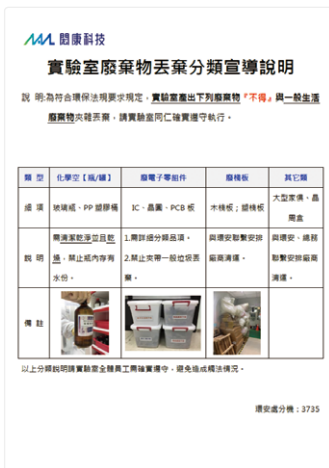 MA 閎康科技
實驗室廢棄物丟棄分類宣導說明
說 明:為符合環保法規要求規定,實驗室產出下列廢棄物『不得』與一般生活
廢棄物夾雜丟棄,請實驗室同仁確實遵守執行。
類 型 化學空【瓶/罐】 廢電子零組件 廢棧板 其它類
細 項 玻璃瓶、PP 塑膠桶 IC、晶圓、PCB 板 木棧板;塑棧板 大型家俱、晶
圓盒
說 明 需清潔乾淨並且乾
燥,禁止瓶內存有
水份。
1.需詳細分類品項。
2.禁止夾帶一般垃圾丟
棄。
與環安聯繫安排
廠商清運。
與環安、總務
聯繫安排廠商
清運。
備 註
以上分類說明請實驗室全體員工需確實遵守,避免造成觸法情況。
環安處分機:3735